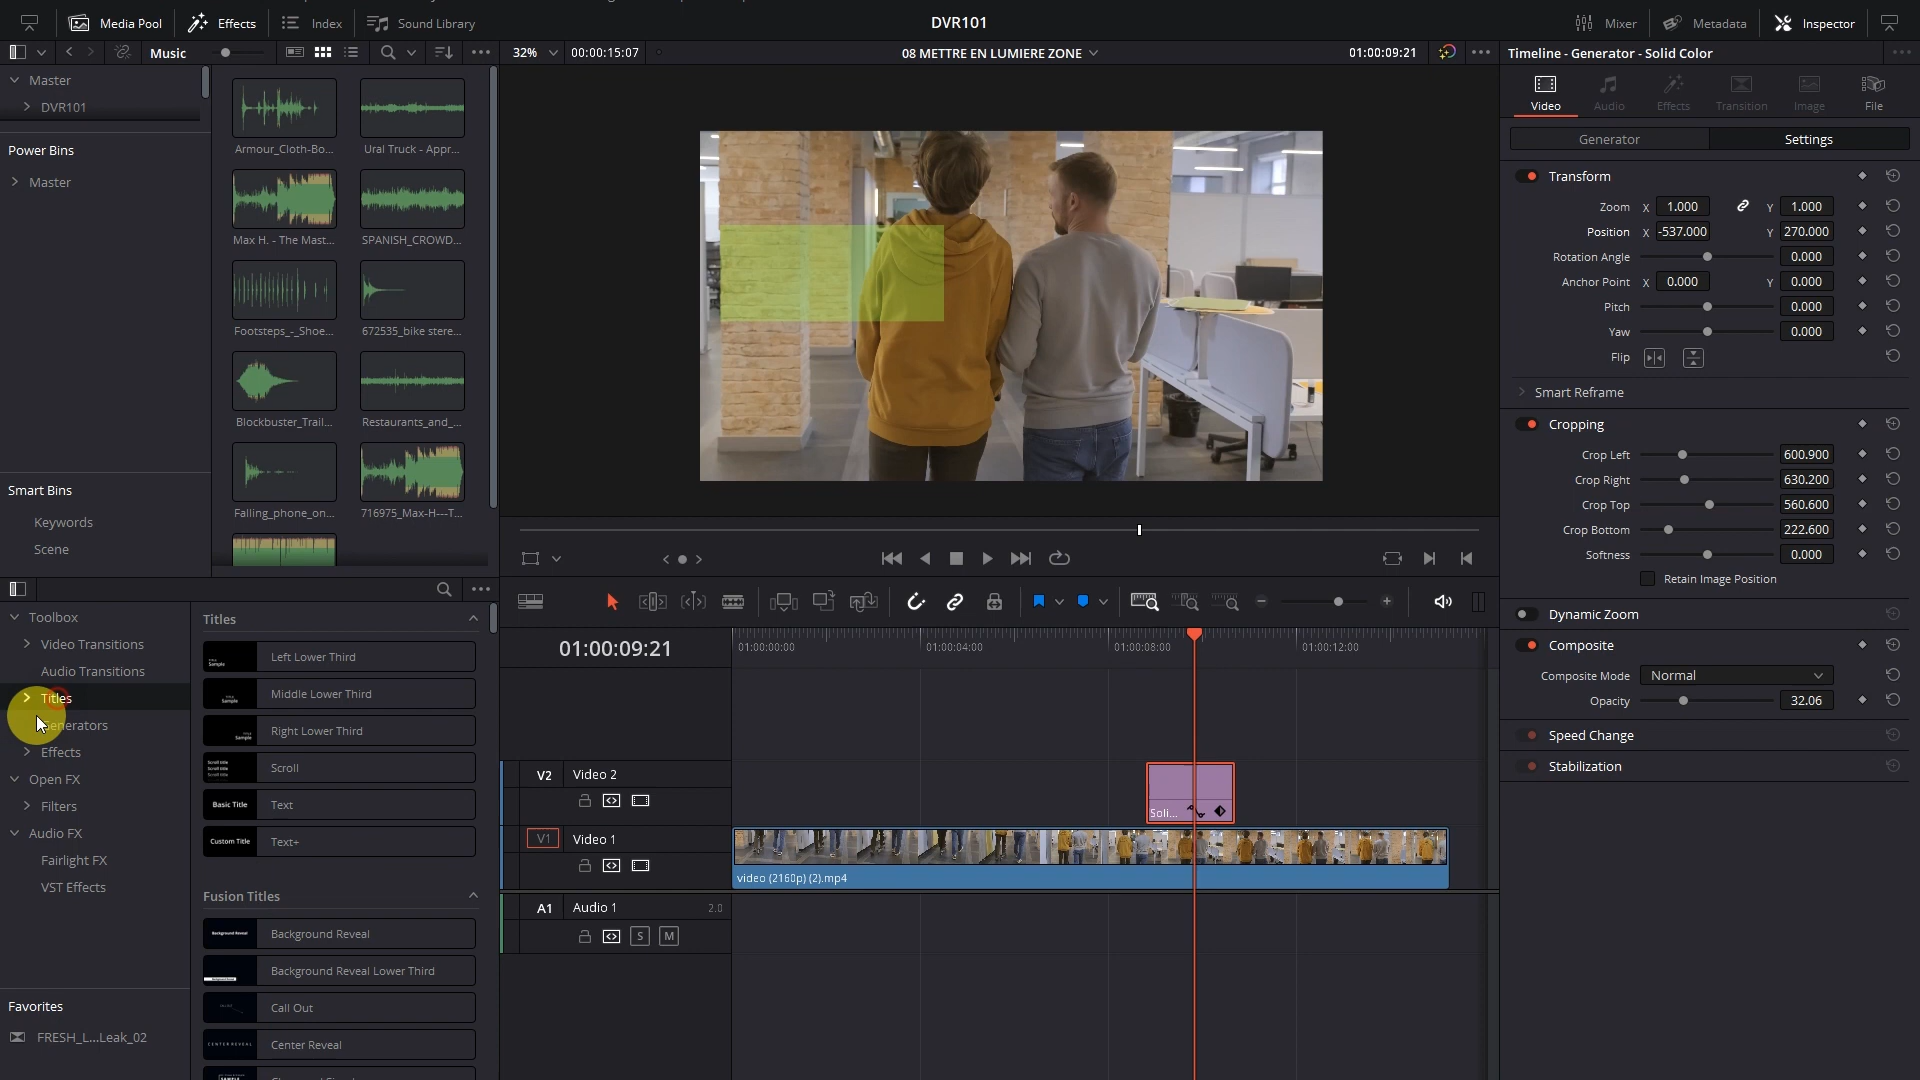 Media Pool
Effects
Index
Sound Library
DVR101
Mixer
Metadata
Inspector
Music
32%
00:00:15:07
08 METTRE EN LUMIERE ZONE
01:00:09:21
Timeline - Generator - Solid Color
Master
DVR101
Power Bins
Master
Smart Bins
Keywords
Scene
Armour_Cloth-Bo...
Ural Truck - Appr...
Max H. - The Mast...
SPANISH_CROWD...
Footsteps_-_Shoe...
672535_bike stere...
Blockbuster_Trail...
Restaurants_and_...
Falling_phone_on...
716975_Max-H---T...
Video
Audio
Effects
Transition
Image
File
Generator
Settings
Transform
Zoom X 1.000 Y 1.000
Position X -537.000 Y 270.000
Rotation Angle 0.000
Anchor Point X 0.000 Y 0.000
Pitch 0.000
Yaw 0.000
Flip
Smart Reframe
Cropping
Crop Left 600.900
Crop Right 630.200
Crop Top 560.600
Crop Bottom 222.600
Softness 0.000
Retain Image Position
Dynamic Zoom
Composite
Composite Mode Normal
Opacity 32.06
Speed Change
Stabilization
Toolbox
Video Transitions
Audio Transitions
Titles
Generators
Effects
Open FX
Filters
Audio FX
Fairlight FX
VST Effects
Favorites
FRESH_L...Leak_02
Titles
Left Lower Third
Middle Lower Third
Right Lower Third
Scroll
Basic Title
Text
Custom Title
Text+
Fusion Titles
Background Reveal
Background Reveal
Background Reveal Lower Third
Call Out
CENTER REVEAL
Center Reveal
01:00:09:21
01:00:00:00
01:00:04:00
01:00:08:00
01:00:12:00
V2 Video 2
Soli...
V1 Video 1
video (2160p) (2).mp4
A1 Audio 1 2.0
S M